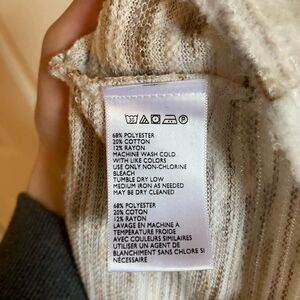 68% POLYESTER
20% COTTON
12% RAYON
MACHINE WASH COLD
WITH LIKE COLORS
USE ONLY NON-CHLORINE
BLEACH
TUMBLE DRY LOW
MEDIUM IRON AS NEEDED
MAY BE DRY CLEANED
68% POLYESTER
20% COTON
12% RAYON
LAVAGE EN MACHINE À
TEMPÉRATURE FROIDE
AVEC COULEURS SIMILAIRES
UTILISER UN AGENT DE
BLANCHIMENT SANS CHLORE SI
NÉCESSAIRE